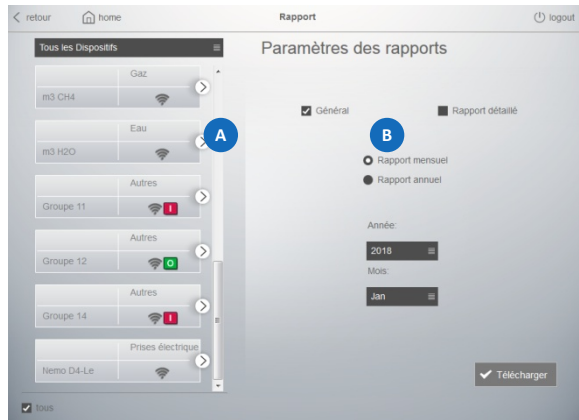 retour
home
Rapport
logout
Tous les Dispositifs
Paramètres des rapports
Gaz
m3 CH4
Eau
m3 H2O
Autres
Groupe 11
I
Autres
Groupe 12
O
Autres
Groupe 14
I
Prises électrique
Nemo D4-Le
tous
A
Général
Rapport détaillé
B
Rapport mensuel
Rapport annuel
Année:
2018
Mois:
Jan
Télécharger